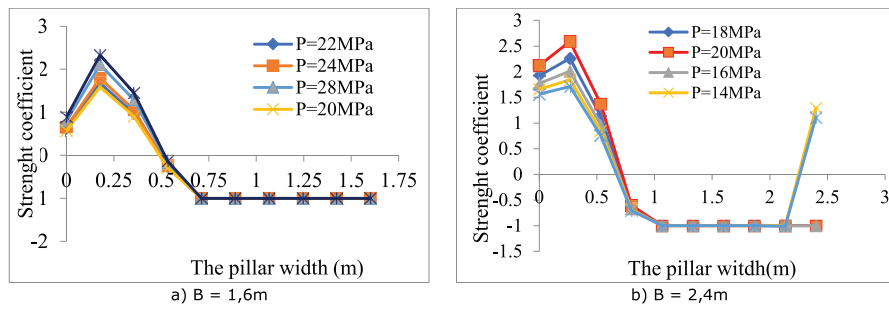 3
2
1
0
-1
-2
Strenght coefficient
0 0.25 0.5 0.75 1 1.25 1.5 1.75
P=22MPa
P=24MPa
P=28MPa
P=20MPa
The pillar width (m)
a) B = 1,6m
3
2.5
2
1.5
1
0.5
0
-0.5
-1
-1.5
Strenght coefficient
0 0.5 1 1.5 2 2.5 3
P=18MPa
P=20MPa
P=16MPa
P=14MPa
The pillar witdh(m)
b) B = 2,4m